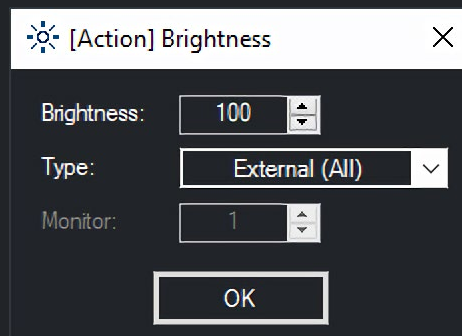 [Action] Brightness
Brightness: 100
Type: External (All)
Monitor: 1
OK